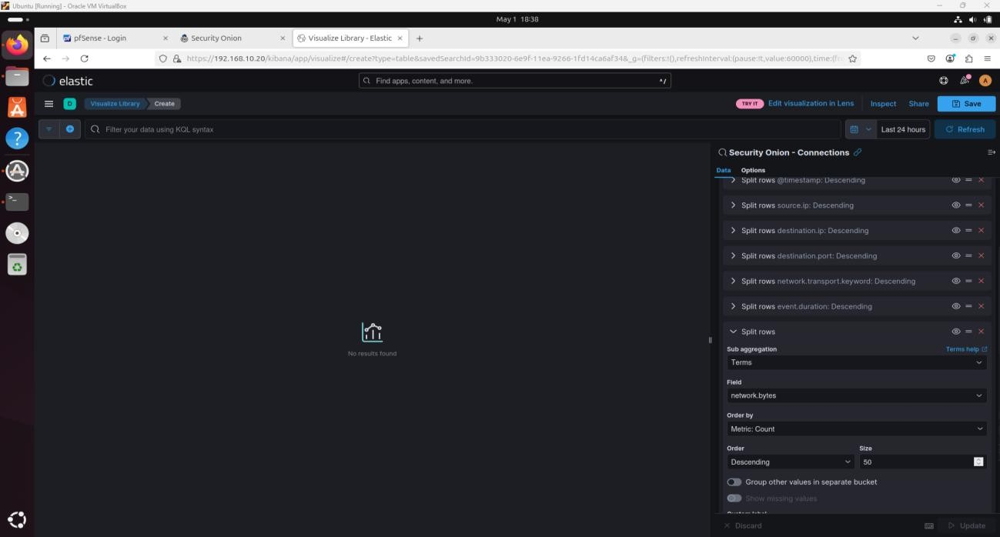 Ubuntu [Running] - Oracle VM VirtualBox
May 1 18:38
pfSense - Login
Security Onion
Visualize Library - Elastic
https://192.168.10.20/kibana/app/visualize#/create?type=table&savedSearchId=9b333020-6e9f-11ea-9266-1fd14ca6af34&_g=(filters:!(),refreshInterval:(pause:!t,value:60000),time:(fr
elastic
Find apps, content, and more.
^/
A
D
Visualize Library
Create
TRY IT
Edit visualization in Lens
Inspect
Share
Save
Filter your data using KQL syntax
Last 24 hours
Refresh
Security Onion - Connections
Data
Options
Split rows @timestamp: Descending
Split rows source.ip: Descending
Split rows destination.ip: Descending
Split rows destination.port: Descending
Split rows network.transport.keyword: Descending
Split rows event.duration: Descending
Split rows
Sub aggregation
Terms help
Terms
Field
network.bytes
Order by
Metric: Count
Order
Size
Descending
50
Group other values in separate bucket
Show missing values
Custom label
Discard
Update
No results found